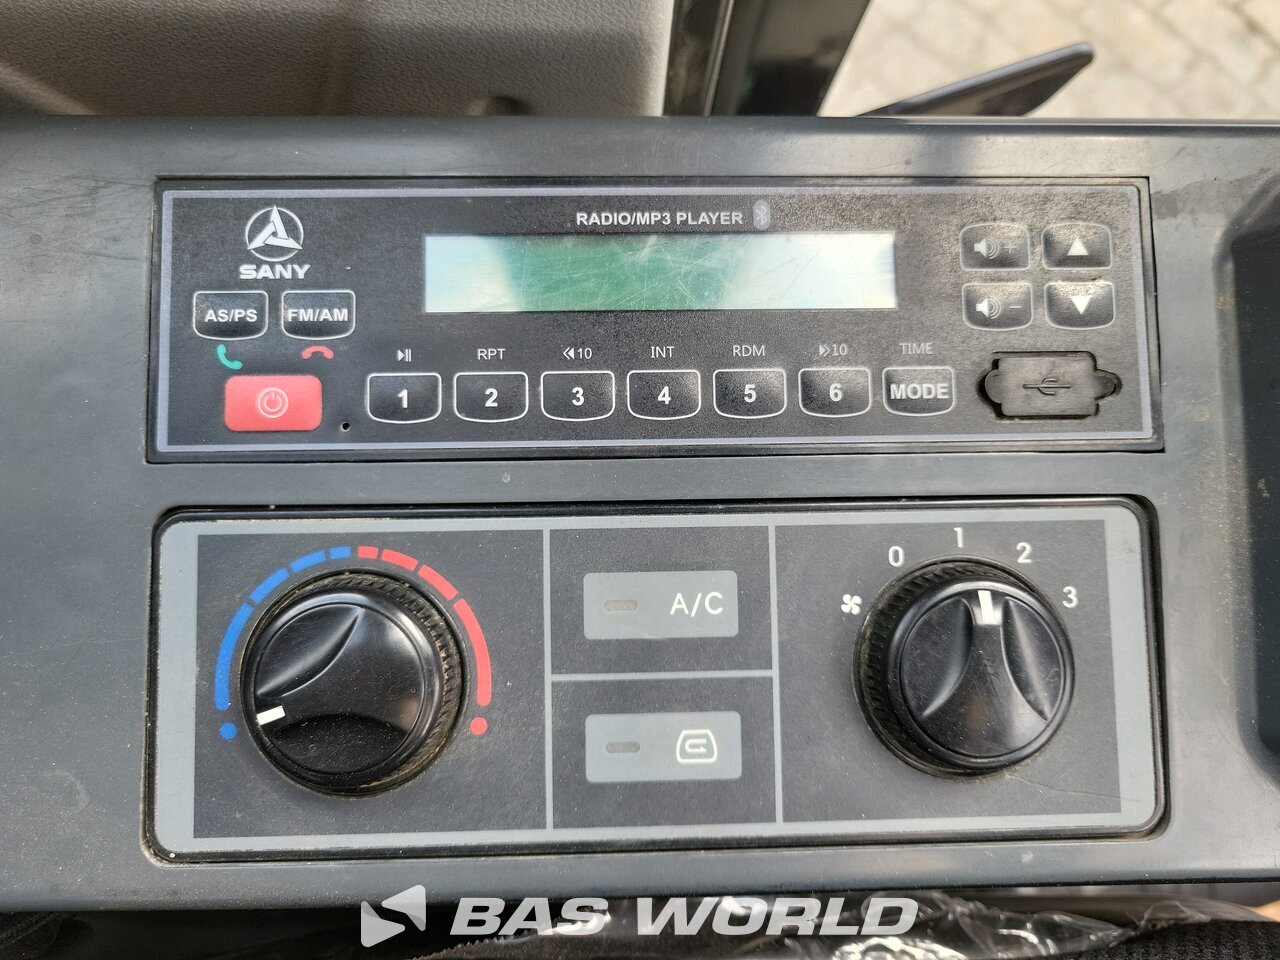 RADIO/MP3 PLAYER
SANY
AS/PS FM/AM
RPT 10 INT RDM 10 TIME
1 2 3 4 5 6 MODE
0 1 2 3
A/C
BAS WORLD